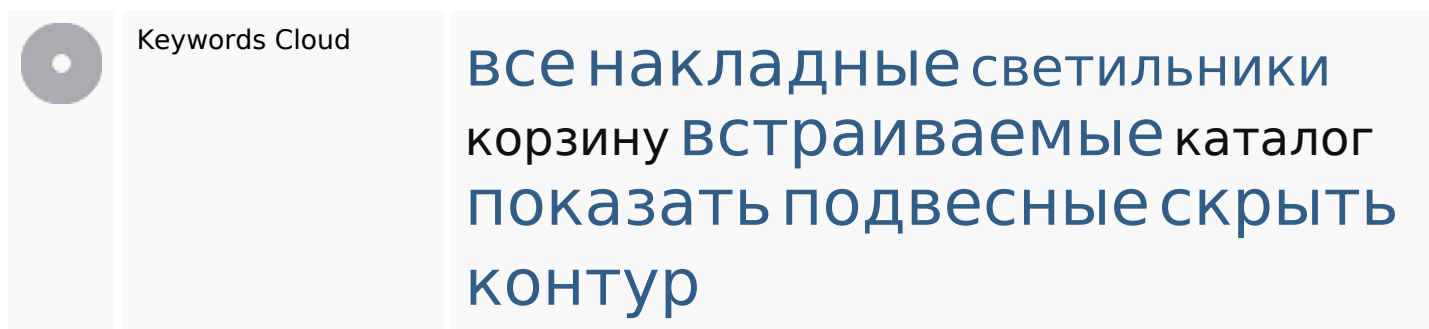 Keywords Cloud
все накладные светильники
корзину встраиваемые каталог
показать подвесные скрыть
контур